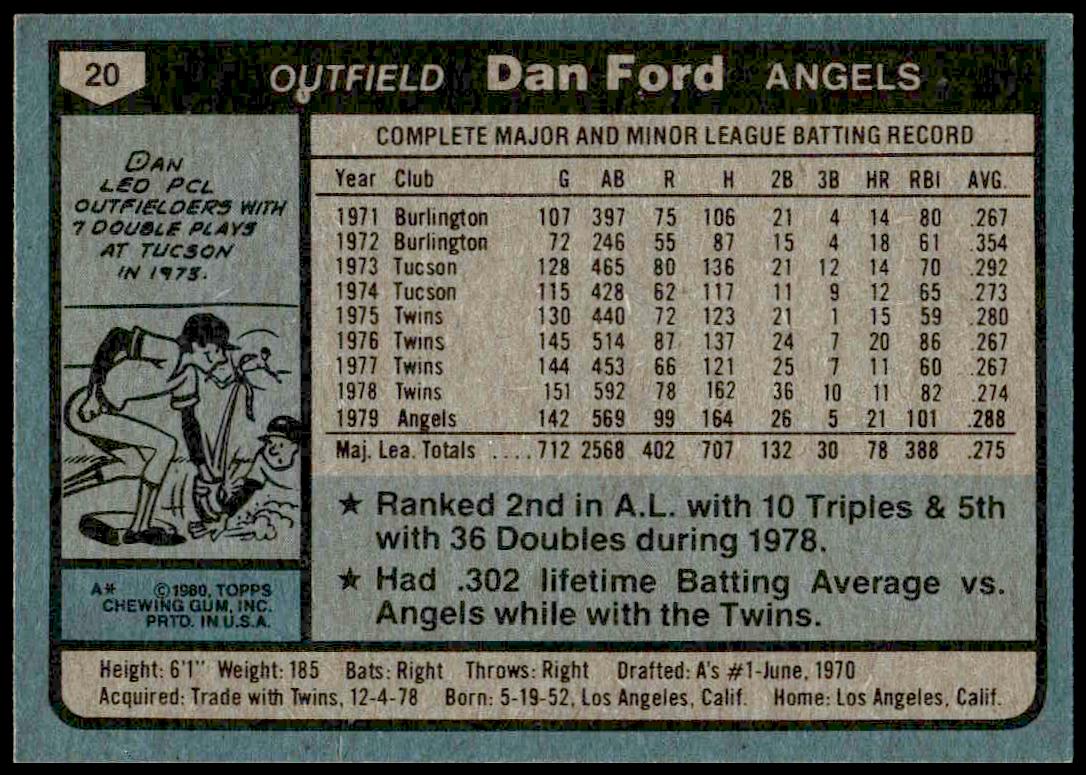 20 OUTFIELD Dan Ford ANGELS
DAN
LED PCL
OUTFIELDERS WITH
7 DOUBLE PLAYS
AT TUCSON
IN 1973.
COMPLETE MAJOR AND MINOR LEAGUE BATTING RECORD
Year Club G AB R H 2B 3B HR RBI AVG.
1971 Burlington 107 397 75 106 21 4 14 80 .267
1972 Burlington 72 246 55 87 15 4 18 61 .354
1973 Tucson 128 465 80 136 21 12 14 70 .292
1974 Tucson 115 428 62 117 11 9 12 65 .273
1975 Twins 130 440 72 123 21 1 15 59 .280
1976 Twins 145 514 87 137 24 7 20 86 .267
1977 Twins 144 453 66 121 25 7 11 60 .267
1978 Twins 151 592 78 162 36 10 11 82 .274
1979 Angels 142 569 99 164 26 5 21 101 .288
Maj. Lea. Totals ....712 2568 402 707 132 30 78 388 .275
★ Ranked 2nd in A.L. with 10 Triples & 5th
with 36 Doubles during 1978.
★ Had .302 lifetime Batting Average vs.
Angels while with the Twins.
A* ©1980, TOPPS
CHEWING GUM, INC.
PRTD. IN U.S.A.
Height: 6'1" Weight: 185 Bats: Right Throws: Right Drafted: A's #1-June, 1970
Acquired: Trade with Twins, 12-4-78 Born: 5-19-52, Los Angeles, Calif. Home: Los Angeles, Calif.